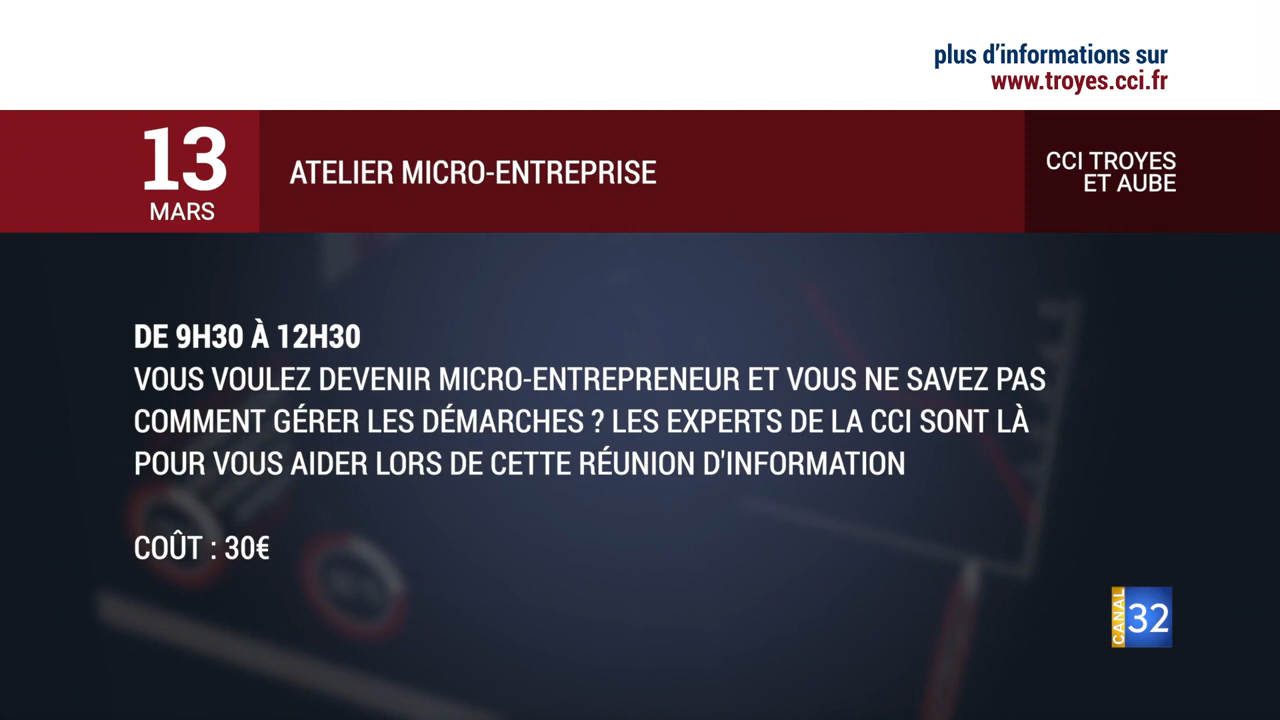 plus d’informations sur
www.troyes.cci.fr
13
MARS
ATELIER MICRO-ENTREPRISE
CCI TROYES
ET AUBE
DE 9H30 À 12H30
VOUS VOULEZ DEVENIR MICRO-ENTREPRENEUR ET VOUS NE SAVEZ PAS
COMMENT GÉRER LES DÉMARCHES ? LES EXPERTS DE LA CCI SONT LÀ
POUR VOUS AIDER LORS DE CETTE RÉUNION D'INFORMATION
COÛT : 30€
CANAL
32